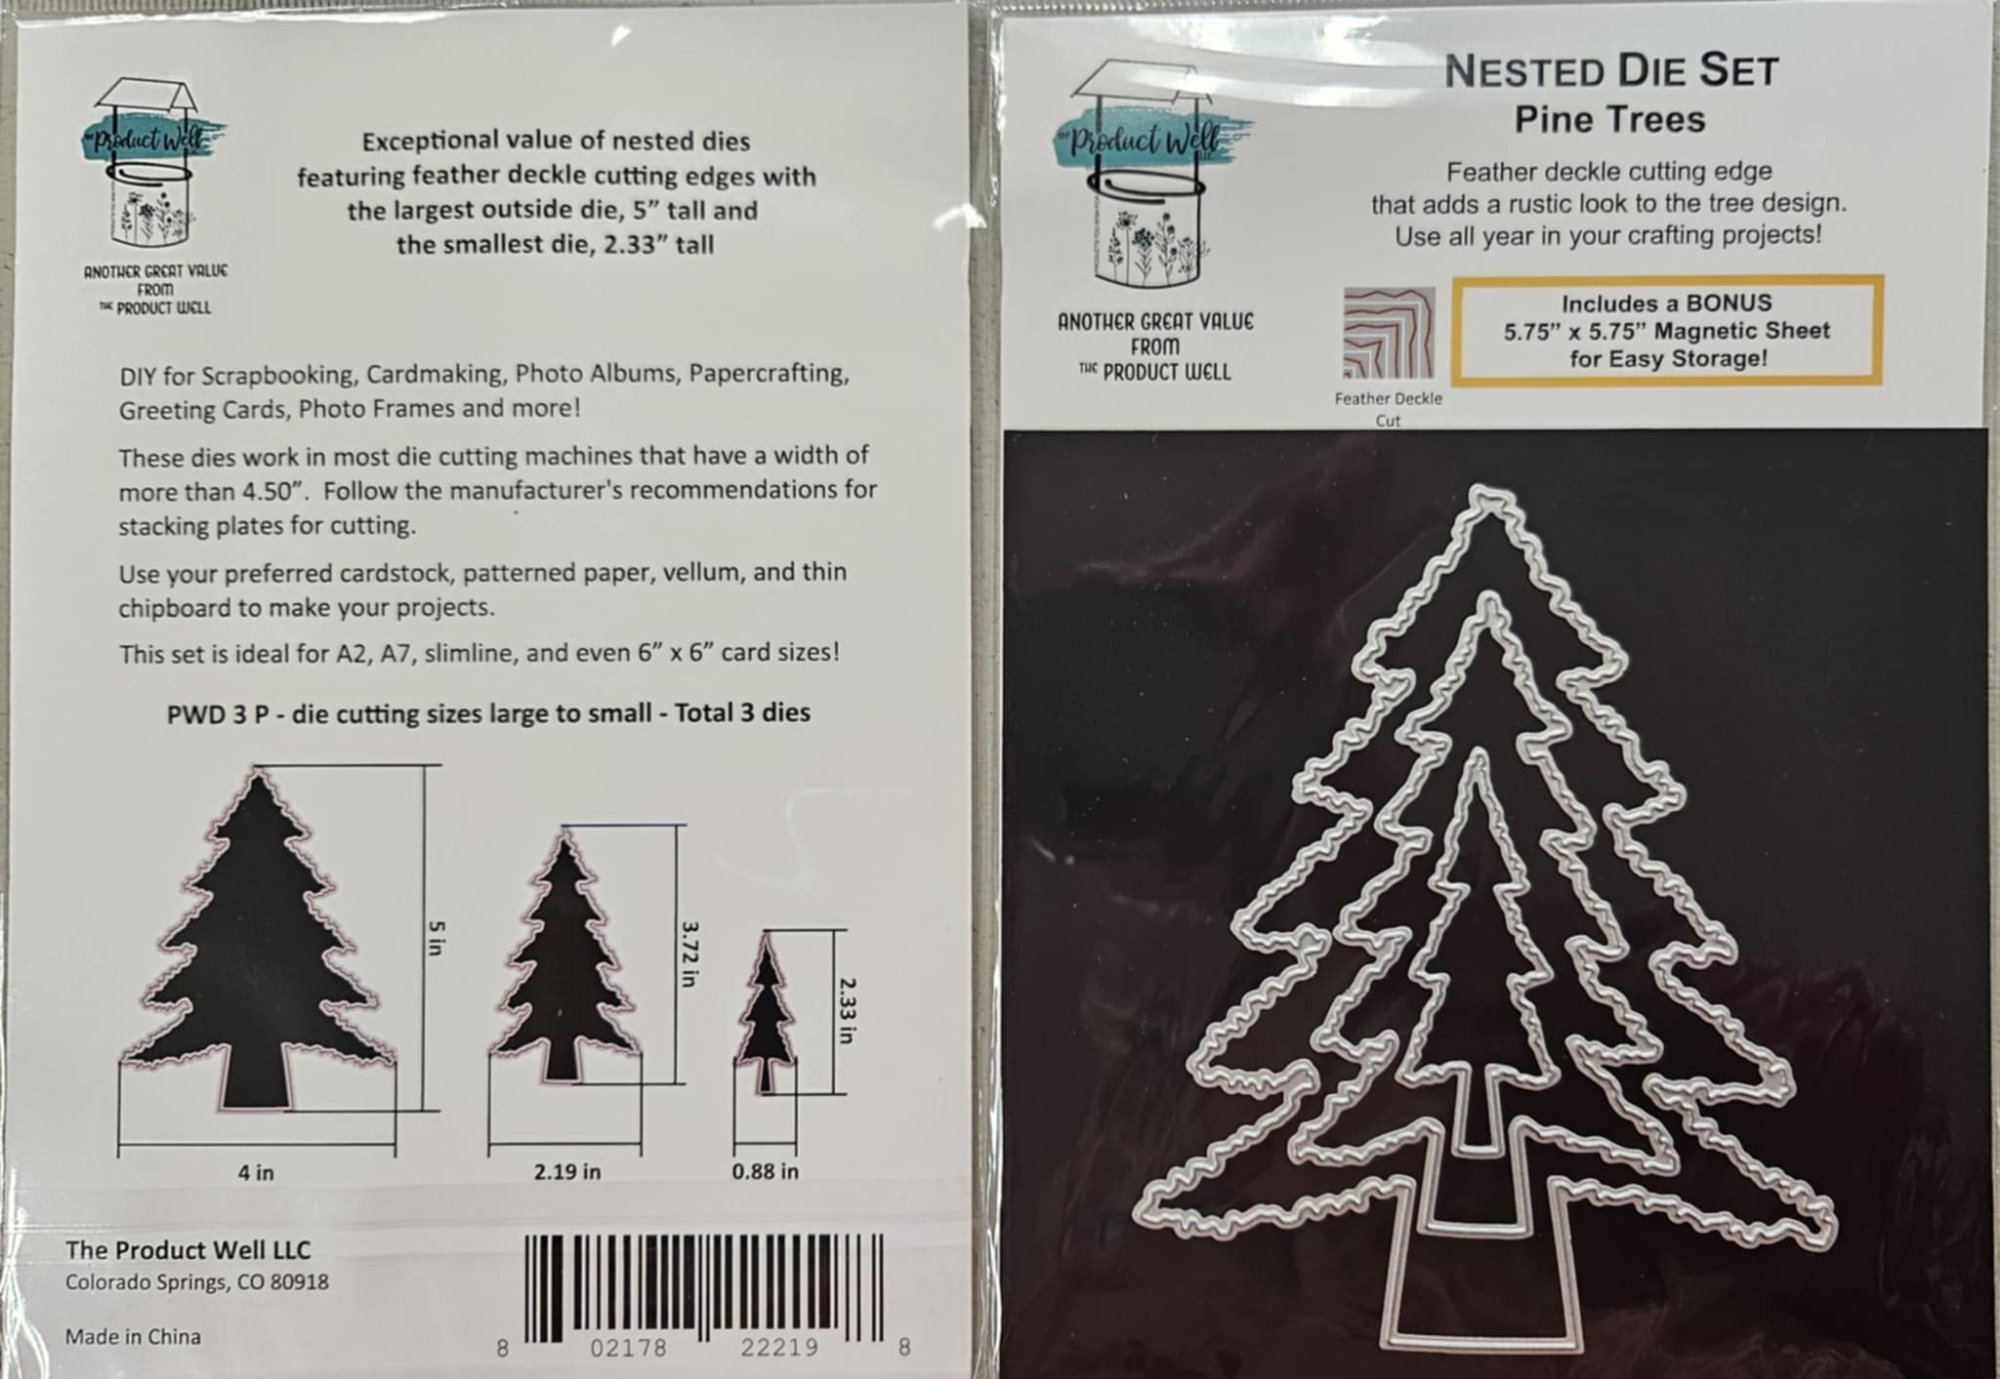 the Product Well
ANOTHER GREAT VALUE
FROM
THE PRODUCT WELL
Exceptional value of nested dies
featuring feather deckle cutting edges with
the largest outside die, 5” tall and
the smallest die, 2.33” tall
DIY for Scrapbooking, Cardmaking, Photo Albums, Papercrafting,
Greeting Cards, Photo Frames and more!
These dies work in most die cutting machines that have a width of
more than 4.50”. Follow the manufacturer's recommendations for
stacking plates for cutting.
Use your preferred cardstock, patterned paper, vellum, and thin
chipboard to make your projects.
This set is ideal for A2, A7, slimline, and even 6” x 6” card sizes!
PWD 3 P - die cutting sizes large to small - Total 3 dies
5 in
3.72 in
2.33 in
4 in
2.19 in
0.88 in
The Product Well LLC
Colorado Springs, CO 80918
Made in China
8 02178 22219 8
the Product Well
LLC
ANOTHER GREAT VALUE
FROM
THE PRODUCT WELL
NESTED DIE SET
Pine Trees
Feather deckle cutting edge
that adds a rustic look to the tree design.
Use all year in your crafting projects!
Includes a BONUS
5.75” x 5.75” Magnetic Sheet
for Easy Storage!
Feather Deckle
Cut